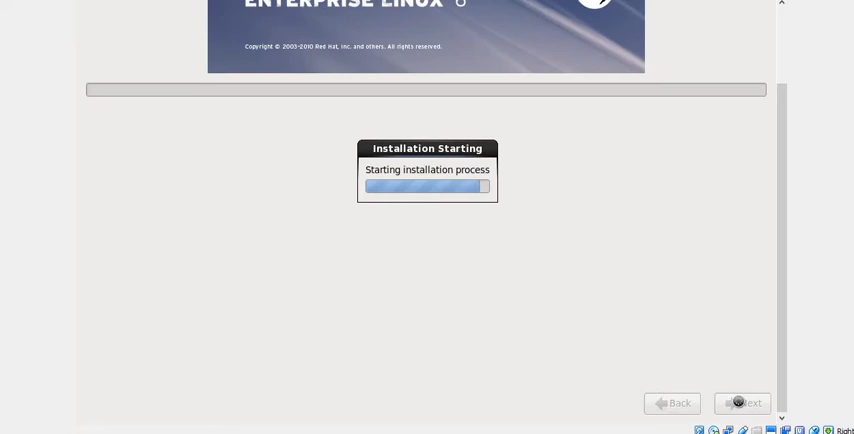 ENTERPRISE LINUX 6
Copyright © 2003-2010 Red Hat, Inc. and others. All rights reserved.
Installation Starting
Starting installation process
Back
Next
Right